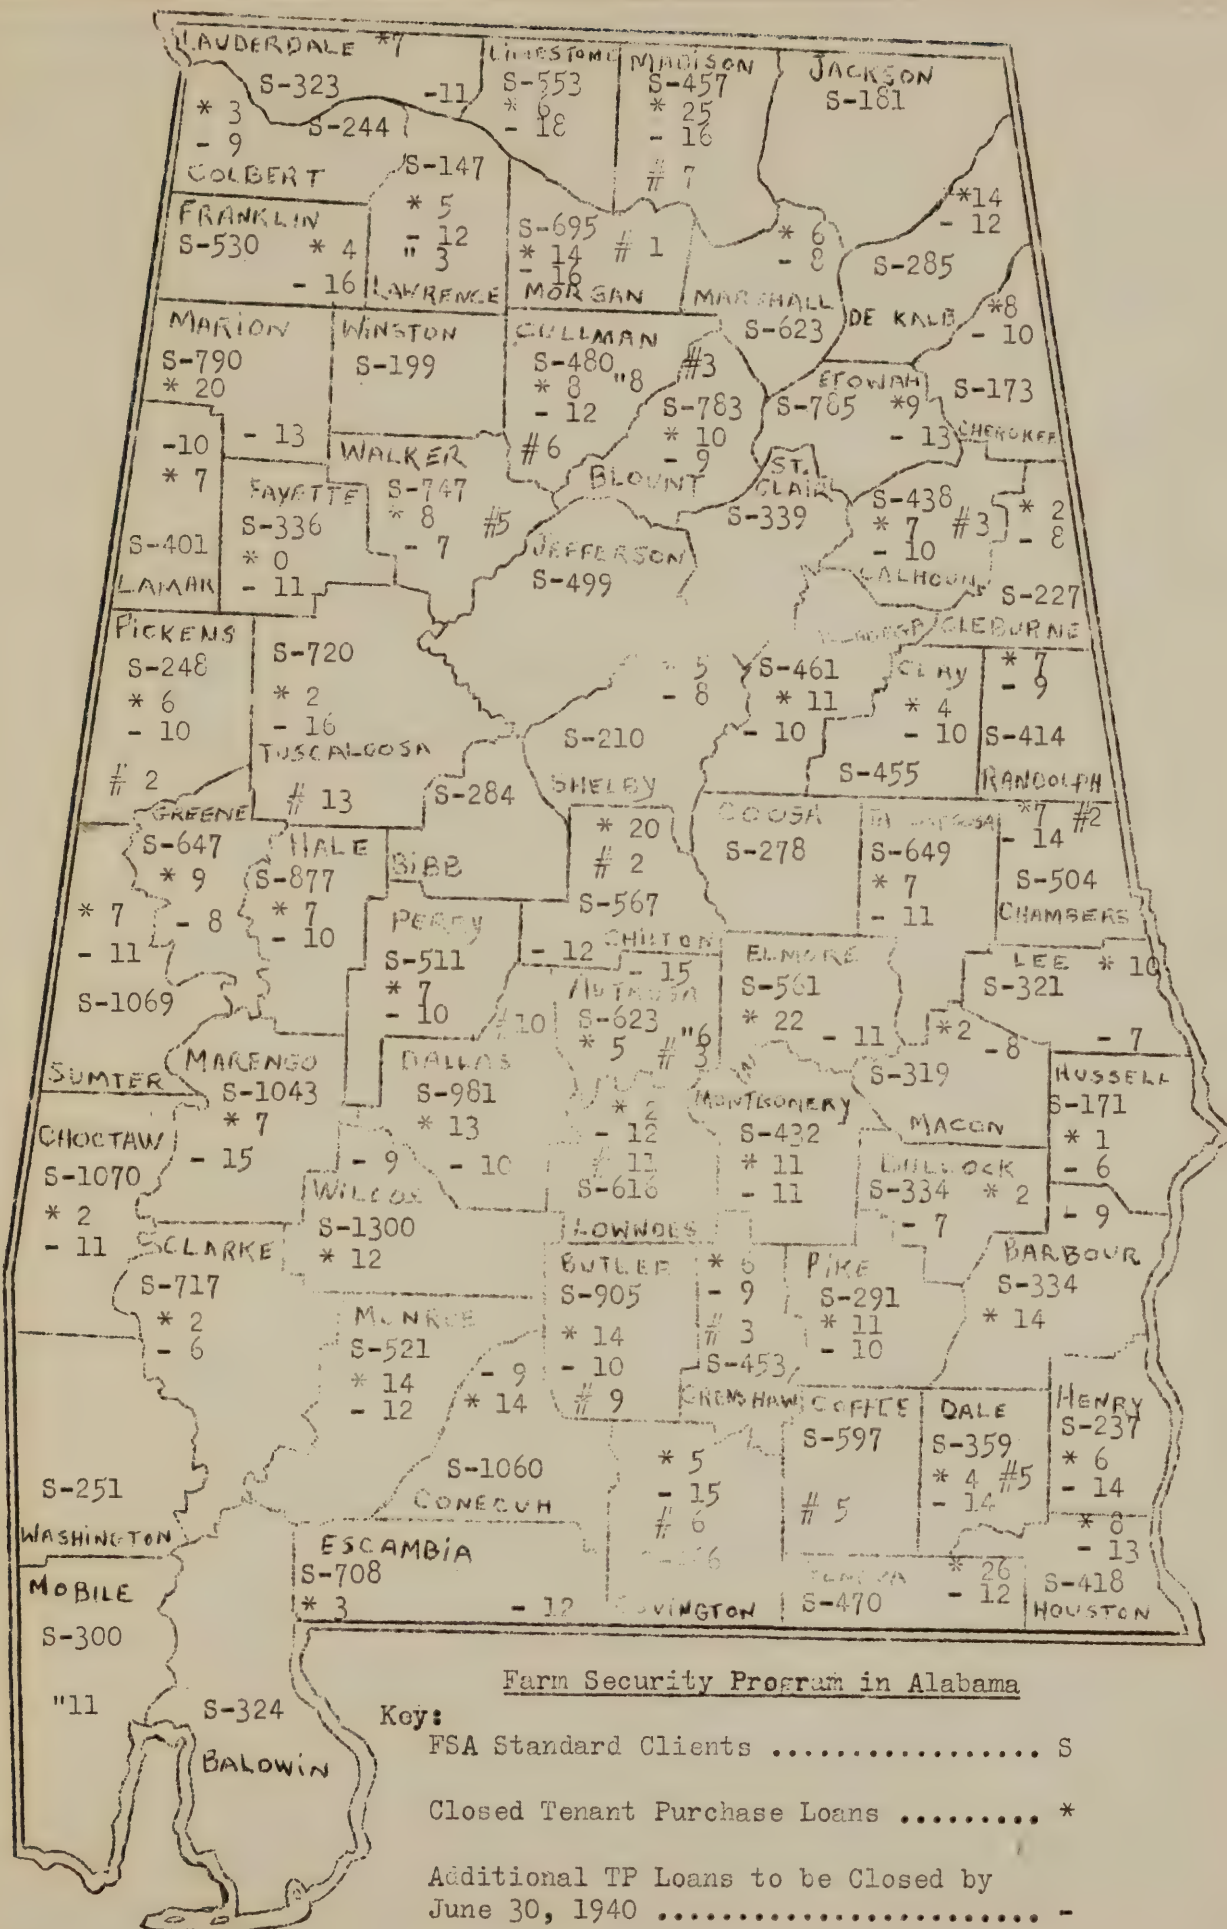 LAUDERDALE *7
S-323
-11
LIMESTOME
S-553
* 6
- 18
MADISON
S-457
* 25
- 16
# 7
JACKSON
S-181
* 3
- 9
S-244
COLBERT
S-147
* 5
- 12
" 3
LAWRENCE
FRANKLIN
S-530 * 4
- 16
S-695
* 14 # 1
- 16
MORGAN
* 6
- 8
MARSHALL
S-623
*14
- 12
S-285
DE KALB
*8
- 10
MARION
S-790
* 20
- 13
WINSTON
S-199
CULLMAN
S-480
* 8 "8
- 12
#6
#3
S-783
* 10
- 9
BLOUNT
ETOWAH
S-785 *9
- 13
S-173
CHEROKEE
-10
* 7
S-401
LAMAR
FAYETTE
S-336
* 0
- 11
WALKER
S-747
* 8 #5
- 7
JEFFERSON
S-499
ST.
CLAIR
S-339
S-438
* 7 #3
- 10
CALHOUN
* 2
- 8
S-227
CLEBURNE
PICKENS
S-248
* 6
- 10
# 2
S-720
* 2
- 16
TUSCALOOSA
# 13
5
- 8
S-210
SHELBY
S-461
* 11
- 10
CLAY
* 4
- 10
S-455
* 7
- 9
S-414
RANDOLPH
GREENE
S-647
* 9
- 8
HALE
S-877
* 7
- 10
S-284
BIBB
* 20
# 2
S-567
CHILTON
- 12
COOSA
S-278
S-649
* 7
- 11
*7 #2
- 14
S-504
CHAMBERS
* 7
- 11
S-1069
SUMTER
PERRY
S-511
* 7
- 10
- 15
AUTAUGA
S-623
* 5 "6
# 3
ELMORE
S-561
* 22
- 11
LEE * 10
S-321
- 7
MARENGO
S-1043
* 7
- 15
#10
DALLAS
S-981
* 13
- 10
* 2
- 12
# 11
S-616
LOWNDES
MONTGOMERY
S-432
* 11
- 11
*2
-8
S-319
MACON
RUSSELL
S-171
* 1
- 6
CHOCTAW
S-1070
* 2
- 11
- 9
WILCOX
S-1300
* 12
BULLOCK
S-334 * 2
- 7
- 9
BARBOUR
S-334
* 14
CLARKE
S-717
* 2
- 6
MONROE
S-521
* 14
- 12
BUTLER
S-905
* 14
- 10
# 9
* 6
- 9
# 3
S-453
CRENSHAW
PIKE
S-291
* 11
- 10
- 9
* 14
S-1060
CONECUH
* 5
- 15
# 6
COVINGTON
COFFEE
S-597
# 5
DALE
S-359
* 4 #5
- 14
HENRY
S-237
* 6
- 14
S-251
WASHINGTON
ESCAMBIA
S-708
* 3 - 12
GENEVA
S-470
* 26
- 12
* 8
- 13
S-418
HOUSTON
MOBILE
S-300
"11
S-324
BALDWIN
Farm Security Program in Alabama
Key:
FSA Standard Clients .................. S
Closed Tenant Purchase Loans ......... *
Additional TP Loans to be Closed by
June 30, 1940 ......................... -